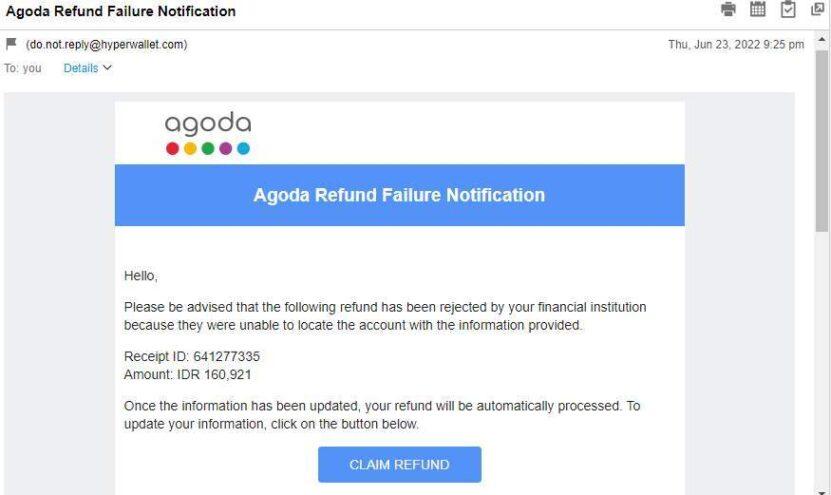 Agoda Refund Failure Notification
(do.not.reply@hyperwallet.com)
Thu, Jun 23, 2022 9:25 pm
To: you Details
agoda
Agoda Refund Failure Notification
Hello,
Please be advised that the following refund has been rejected by your financial institution
because they were unable to locate the account with the information provided.
Receipt ID: 641277335
Amount: IDR 160,921
Once the information has been updated, your refund will be automatically processed. To
update your information, click on the button below.
CLAIM REFUND